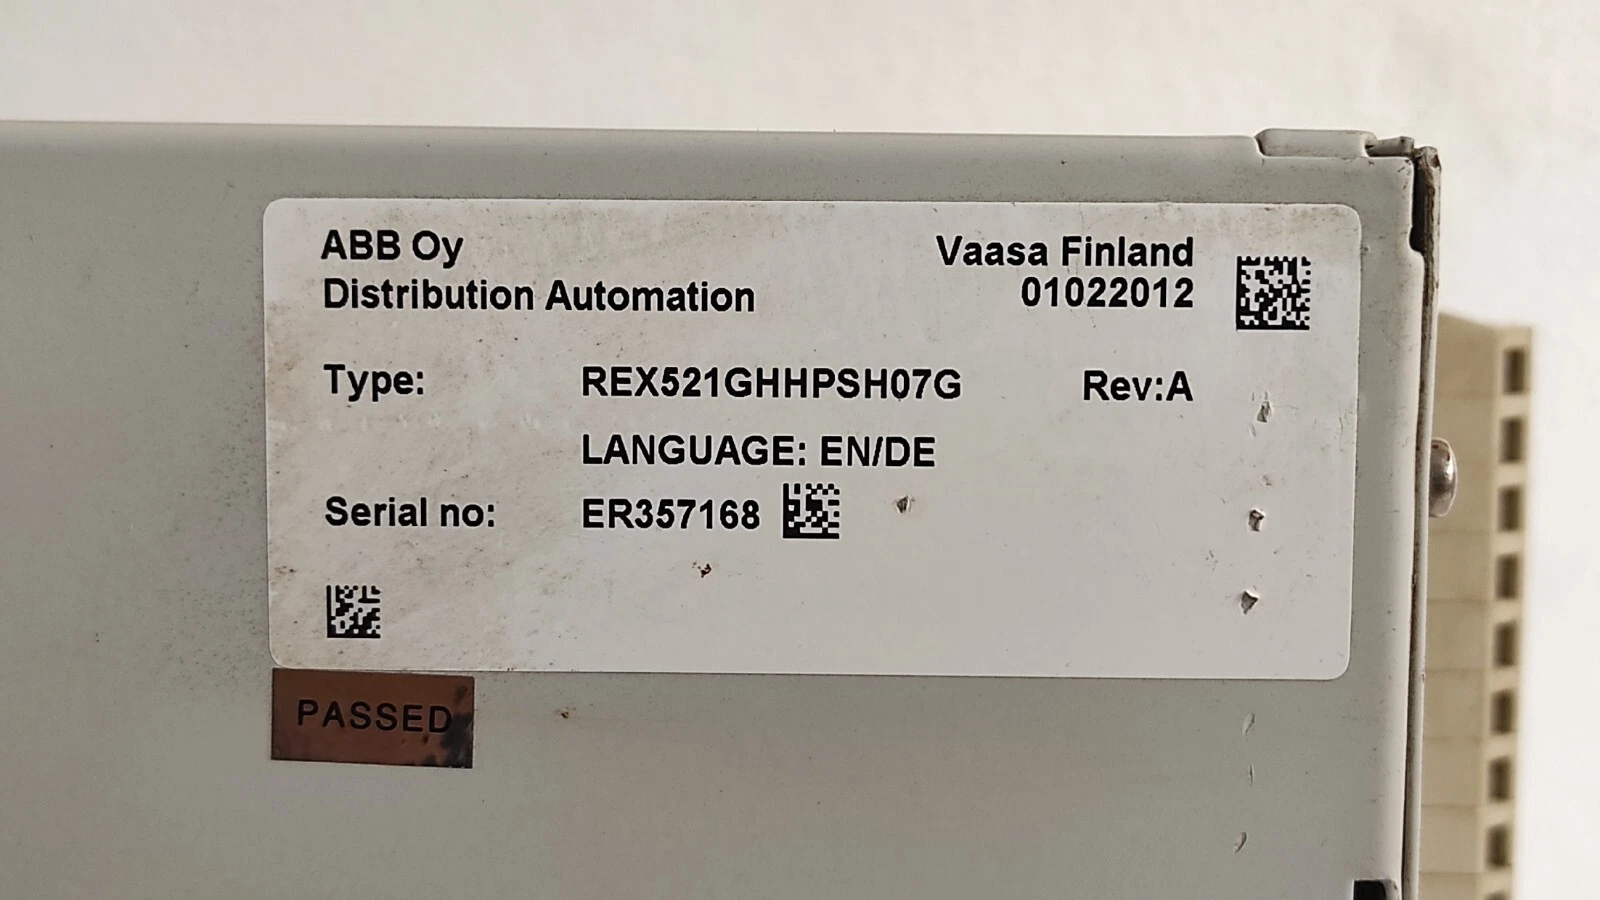 ABB Oy
Distribution Automation
Vaasa Finland
01022012
Type: REX521GHHPSH07G Rev:A
LANGUAGE: EN/DE
Serial no: ER357168
PASSED